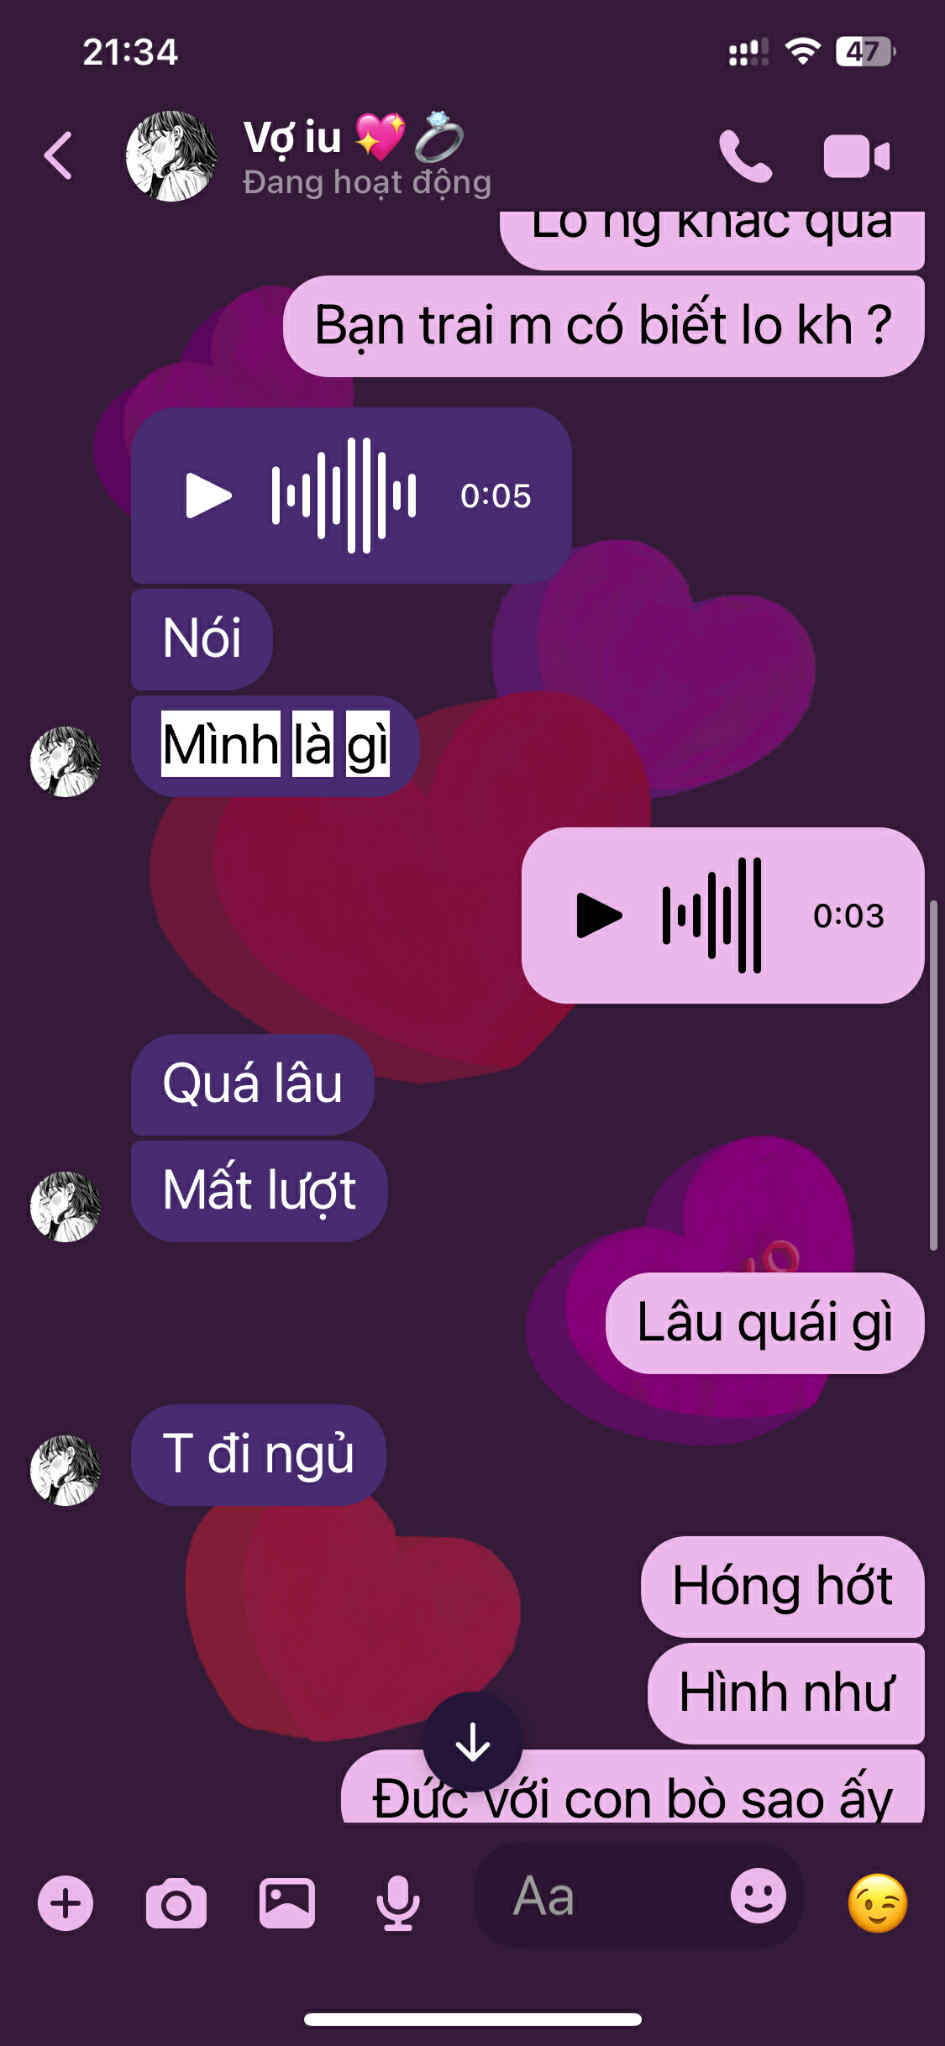 21:34
47
Vợ iu 💖💍
Đang hoạt động
Lo ng khác quá
Bạn trai m có biết lo kh ?
0:05
Nói
Mình là gì
0:03
Quá lâu
Mất lượt
Lâu quái gì
T đi ngủ
Hóng hớt
Hình như
Đức với con bò sao ấy
Aa